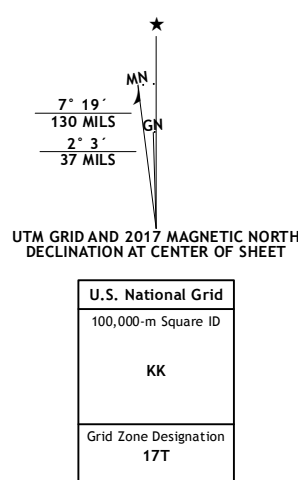 ★
MN
7° 19´
130 MILS
GN
2° 3´
37 MILS
UTM GRID AND 2017 MAGNETIC NORTH
DECLINATION AT CENTER OF SHEET
U.S. National Grid
100,000-m Square ID
KK
Grid Zone Designation
17T